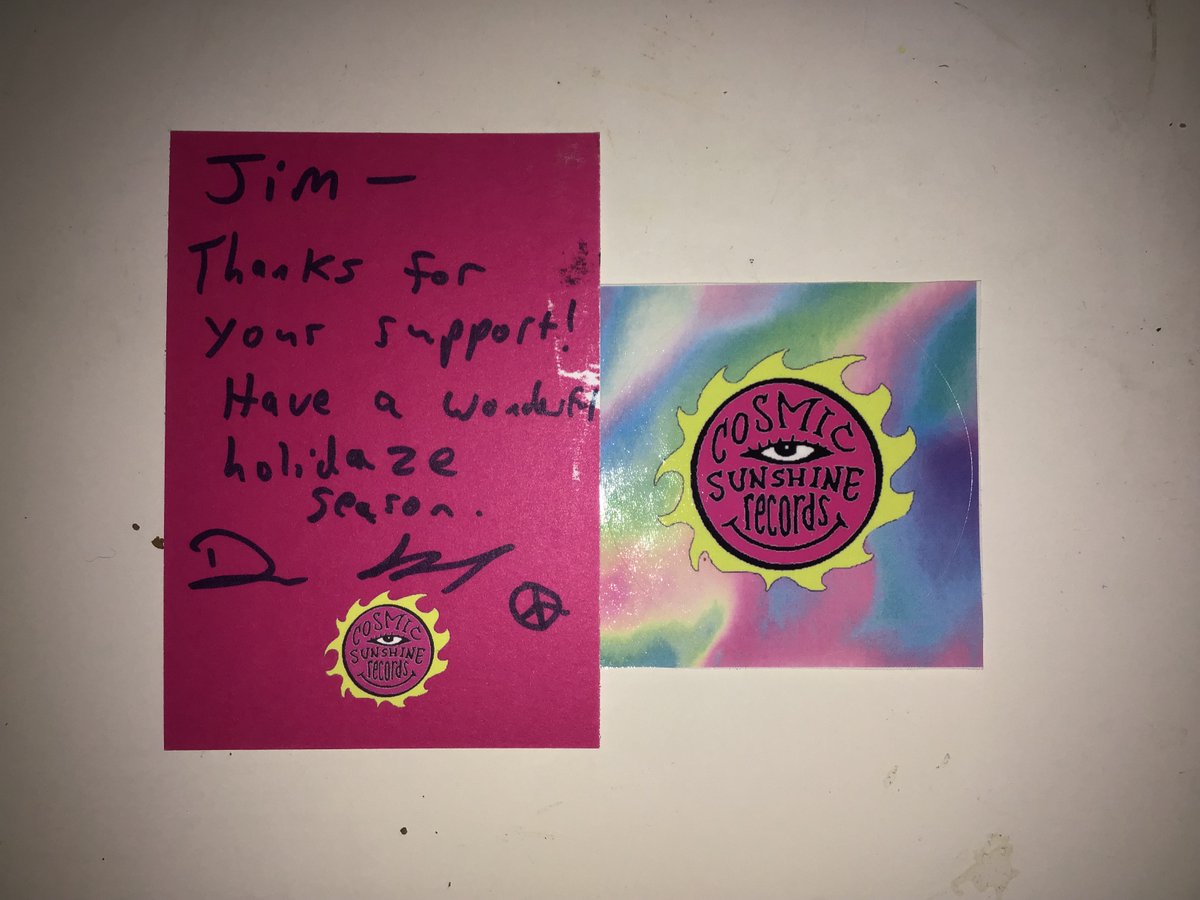 Jim —
Thanks for
your support!
Have a wonderful
holidaze
season.
COSMIC
SUNSHINE
records
COSMIC
SUNSHINE
records